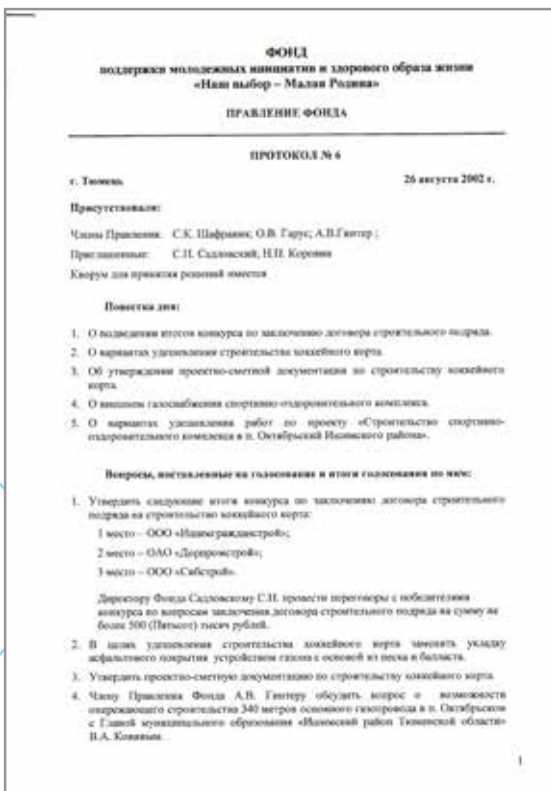 ФОНД
поддержки молодежных инициатив и здорового образа жизни
«Наш выбор – Малая Родина»
ПРАВЛЕНИЕ ФОНДА
ПРОТОКОЛ № 6
г. Тюмень 26 августа 2002 г.
Присутствовали:
Члены Правления: С.К. Шафраник; О.В. Гарус; А.В.Гинтер ;
Приглашенные: С.П. Садловский; Н.П. Коровин
Кворум для принятия решений имеется
Повестка дня:
1. О подведении итогов конкурса по заключению договора строительного подряда.
2. О вариантах удешевления строительства хоккейного корта.
3. Об утверждении проектно-сметной документации по строительству хоккейного
корта.
4. О внешнем газоснабжении спортивно-оздоровительного комплекса.
5. О вариантах удешевления работ по проекту «Строительство спортивно-
оздоровительного комплекса в п. Октябрьский Ишимского района».
Вопросы, поставленные на голосование и итоги голосования по ним:
1. Утвердить следующие итоги конкурса по заключению договора строительного
подряда на строительство хоккейного корта:
1 место – ООО «Ишимгражданстрой»;
2 место – ОАО «Дорпромстрой»;
3 место – ООО «Сибстрой».
Директору Фонда Садловскому С.П. провести переговоры с победителями
конкурса по вопросам заключения договора строительного подряда на сумму не
более 500 (Пятьсот) тысяч рублей.
2. В целях удешевления строительства хоккейного корта заменить укладку
асфальтового покрытия устройством газона с основой из песка и балласта.
3. Утвердить проектно-сметную документацию по строительству хоккейного корта.
4. Члену Правления Фонда А.В. Гинтеру обсудить вопрос о возможности
опережающего строительства 340 метров основного газопровода в п. Октябрьском
с Главой муниципального образования «Ишимский район Тюменской области»
В.А.
1